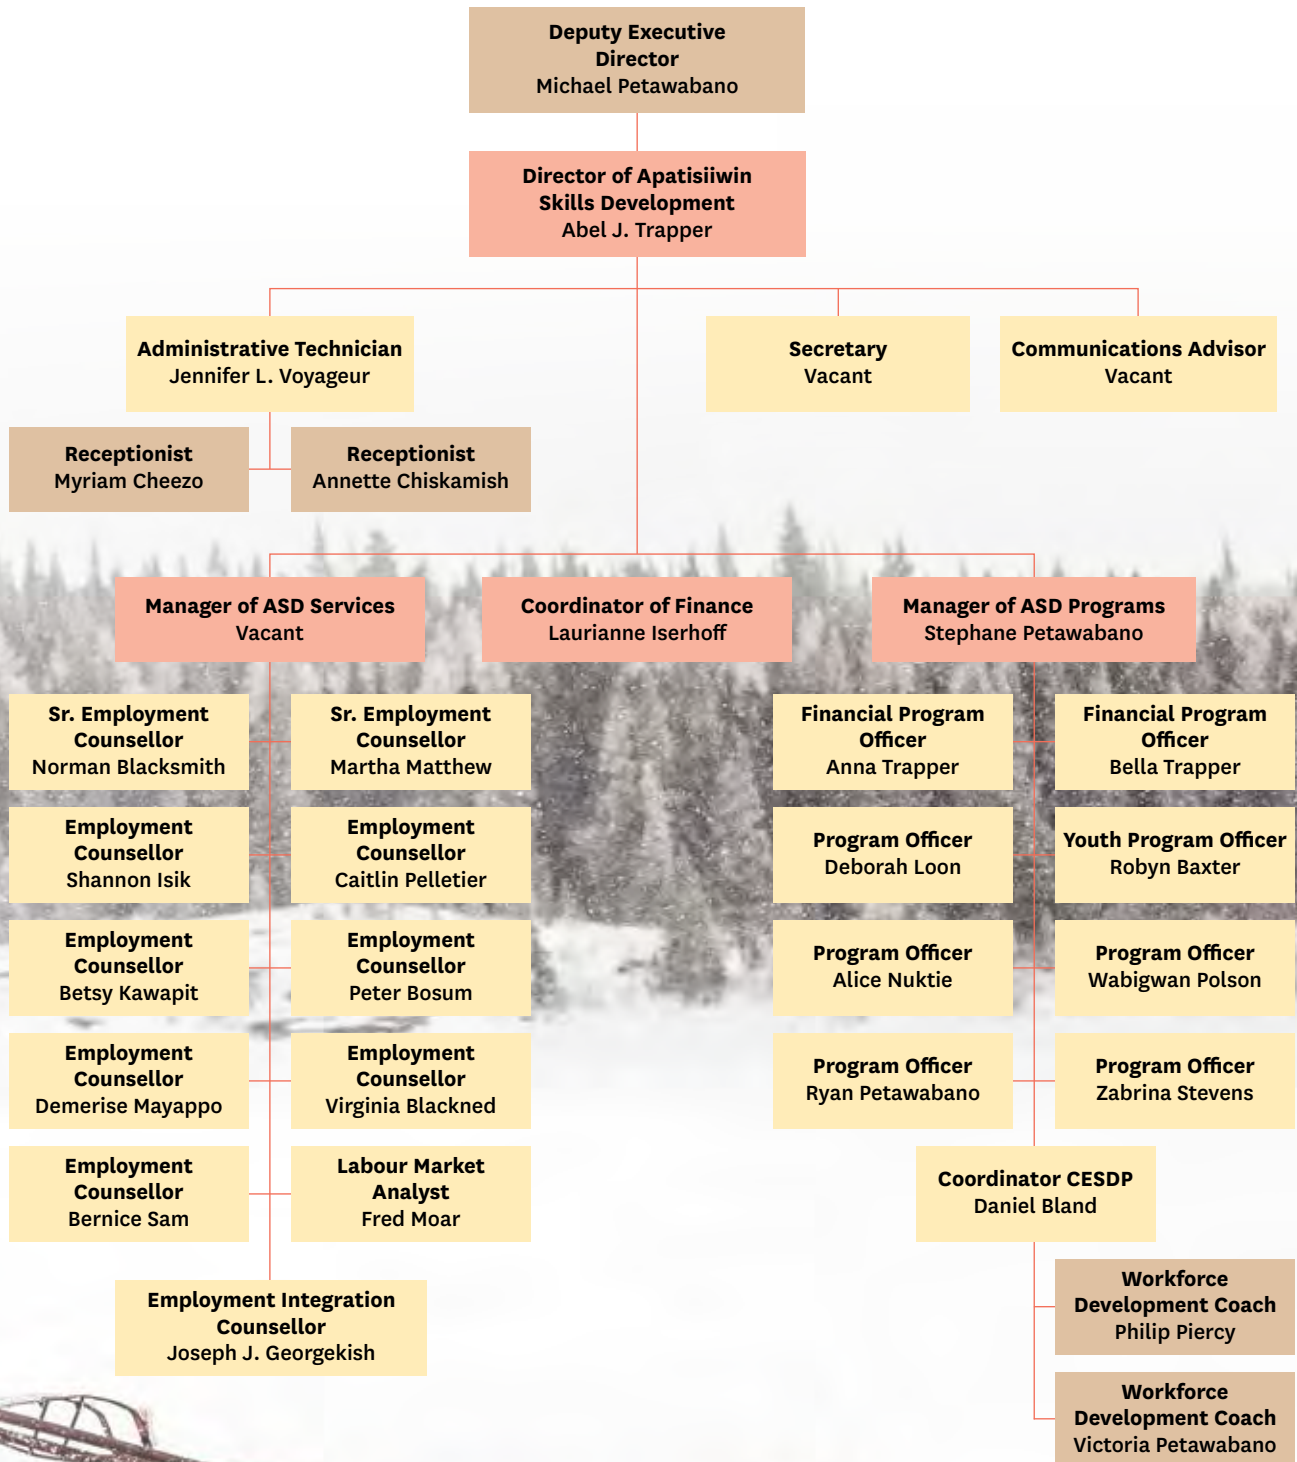 Deputy Executive
Director
Michael Petawabano
Director of Apatisiiwin
Skills Development
Abel J. Trapper
Administrative Technician
Jennifer L. Voyageur
Secretary
Vacant
Communications Advisor
Vacant
Receptionist
Myriam Cheezo
Receptionist
Annette Chiskamish
Manager of ASD Services
Vacant
Coordinator of Finance
Laurianne Iserhoff
Manager of ASD Programs
Stephane Petawabano
Sr. Employment
Counsellor
Norman Blacksmith
Sr. Employment
Counsellor
Martha Matthew
Financial Program
Officer
Anna Trapper
Financial Program
Officer
Bella Trapper
Employment
Counsellor
Shannon Isik
Employment
Counsellor
Caitlin Pelletier
Program Officer
Deborah Loon
Youth Program Officer
Robyn Baxter
Employment
Counsellor
Betsy Kawapit
Employment
Counsellor
Peter Bosum
Program Officer
Alice Nuktie
Program Officer
Wabigwan Polson
Employment
Counsellor
Demerise Mayappo
Employment
Counsellor
Virginia Blackned
Program Officer
Ryan Petawabano
Program Officer
Zabrina Stevens
Employment
Counsellor
Bernice Sam
Labour Market
Analyst
Fred Moar
Coordinator CESDP
Daniel Bland
Employment Integration
Counsellor
Joseph J. Georgekish
Workforce
Development Coach
Philip Piercy
Workforce
Development Coach
Victoria Petawabano